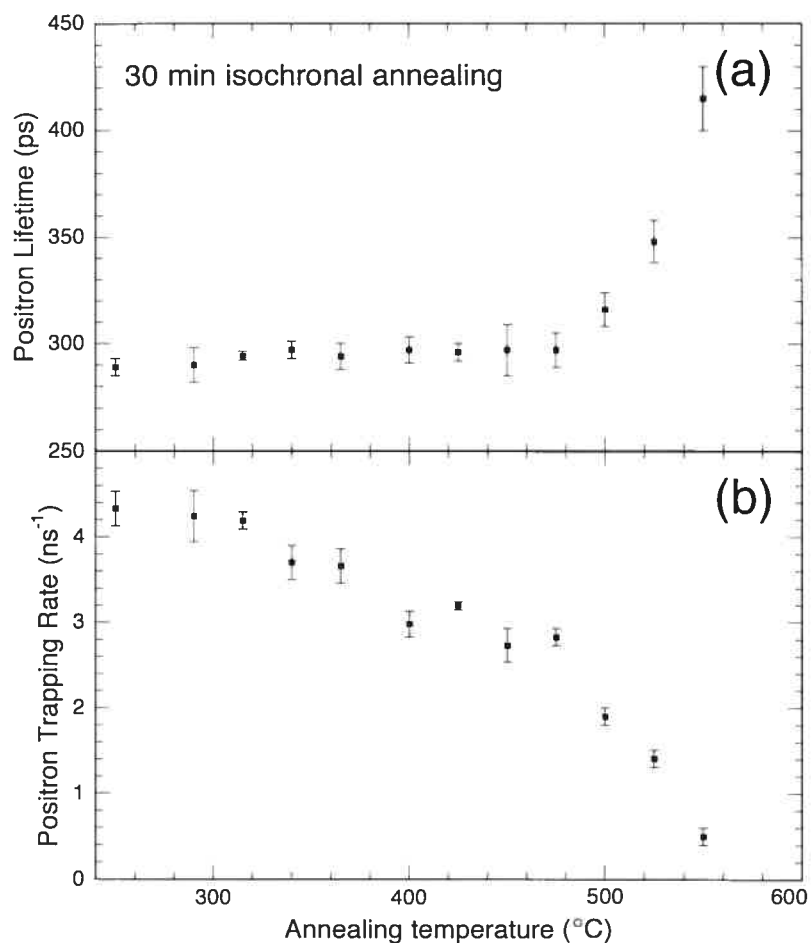 450
(a)
30 min isochronal annealing
400
350
300
250
Positron Lifetime (ps)
(b)
4
3
2
1
0
Positron Trapping Rate (ns⁻¹)
300 400 500 600
Annealing temperature (°C)